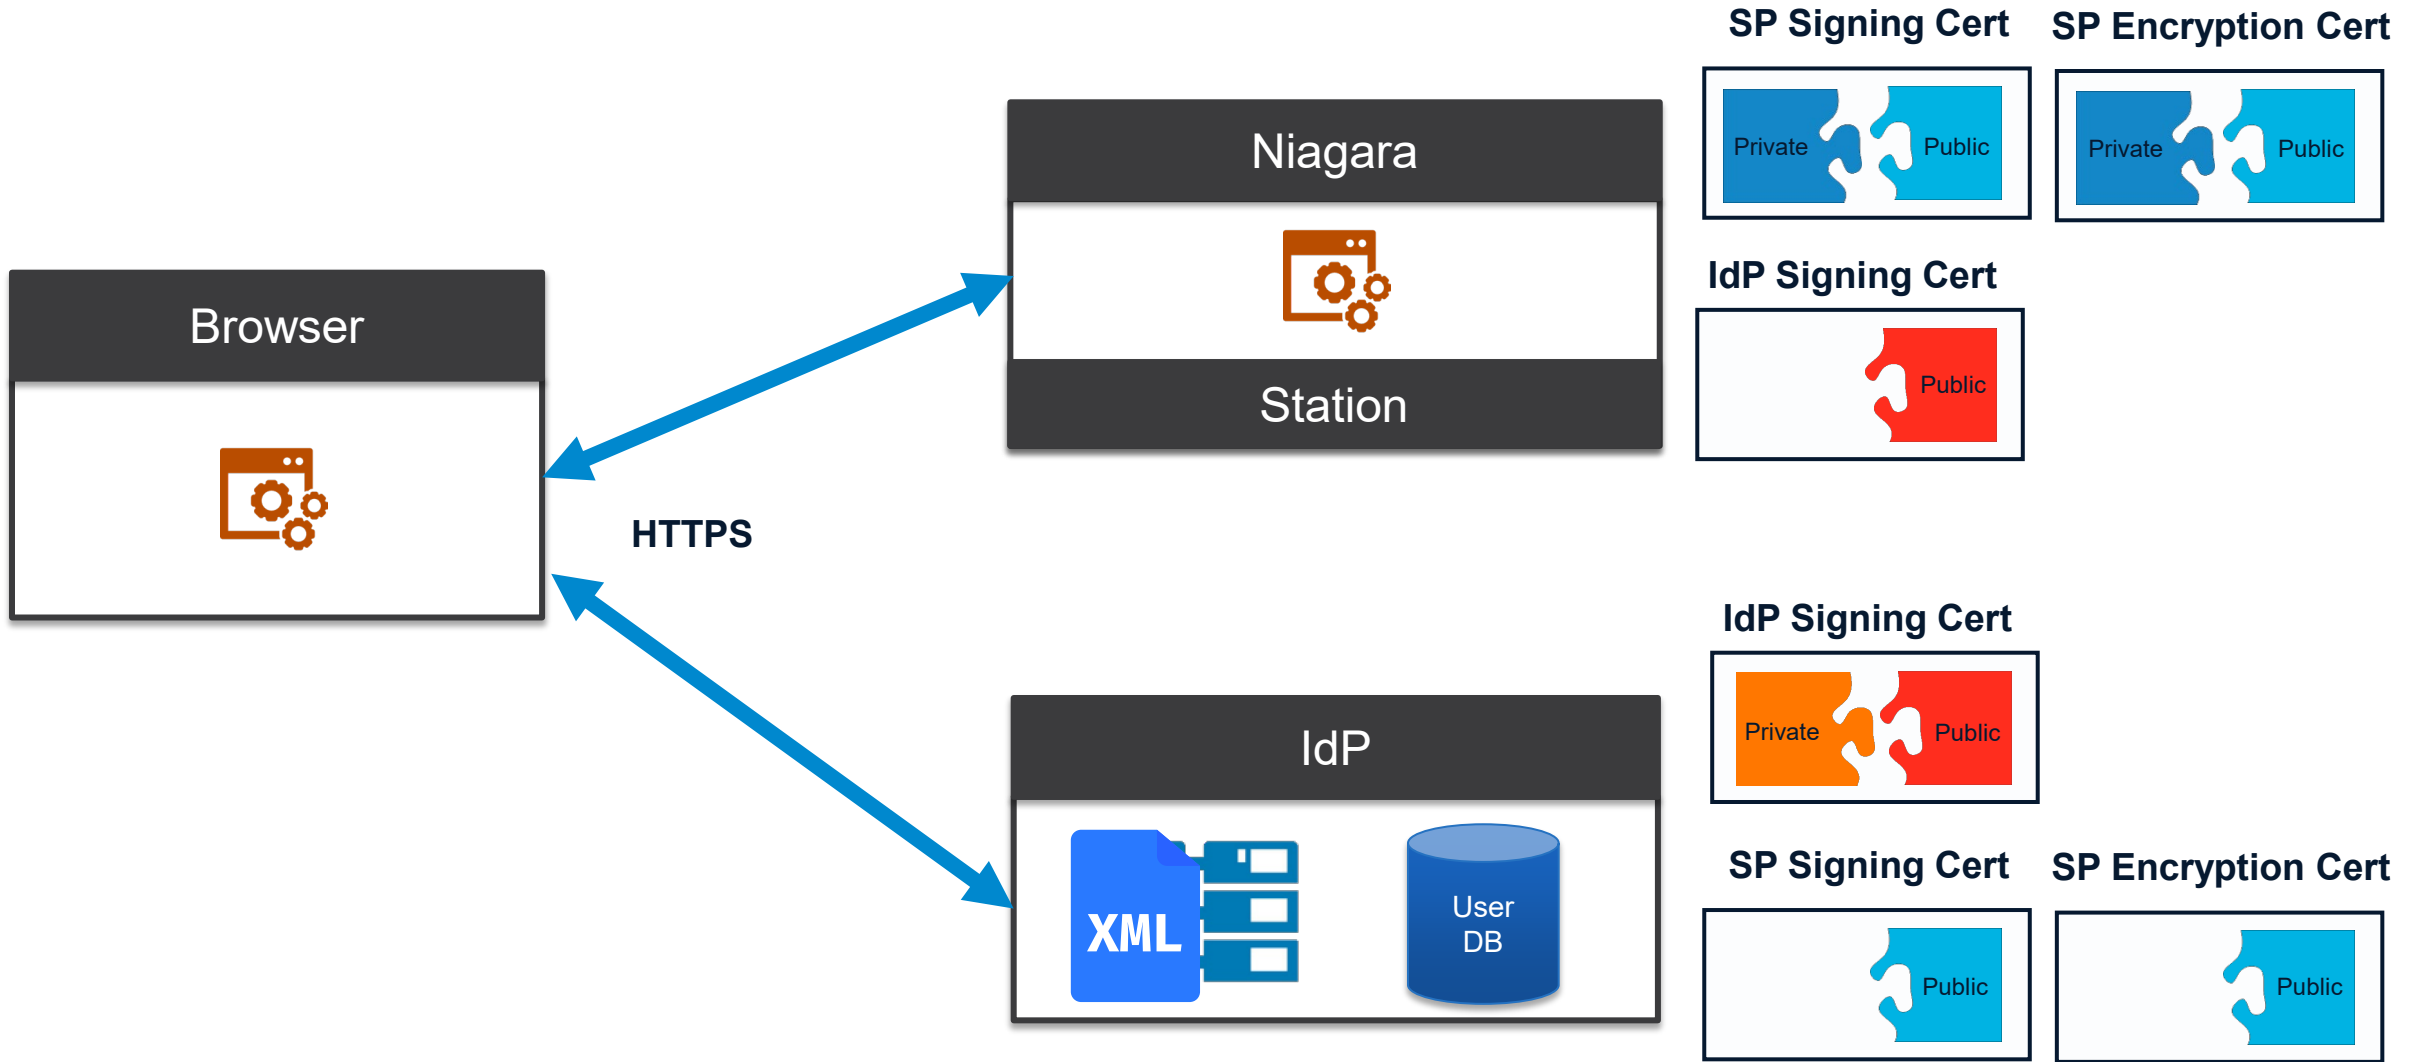 SP Signing Cert
SP Encryption Cert
Private
Public
Private
Public
Niagara
Station
IdP Signing Cert
Public
Browser
HTTPS
IdP Signing Cert
Private
Public
IdP
XML
User
DB
SP Signing Cert
SP Encryption Cert
Public
Public